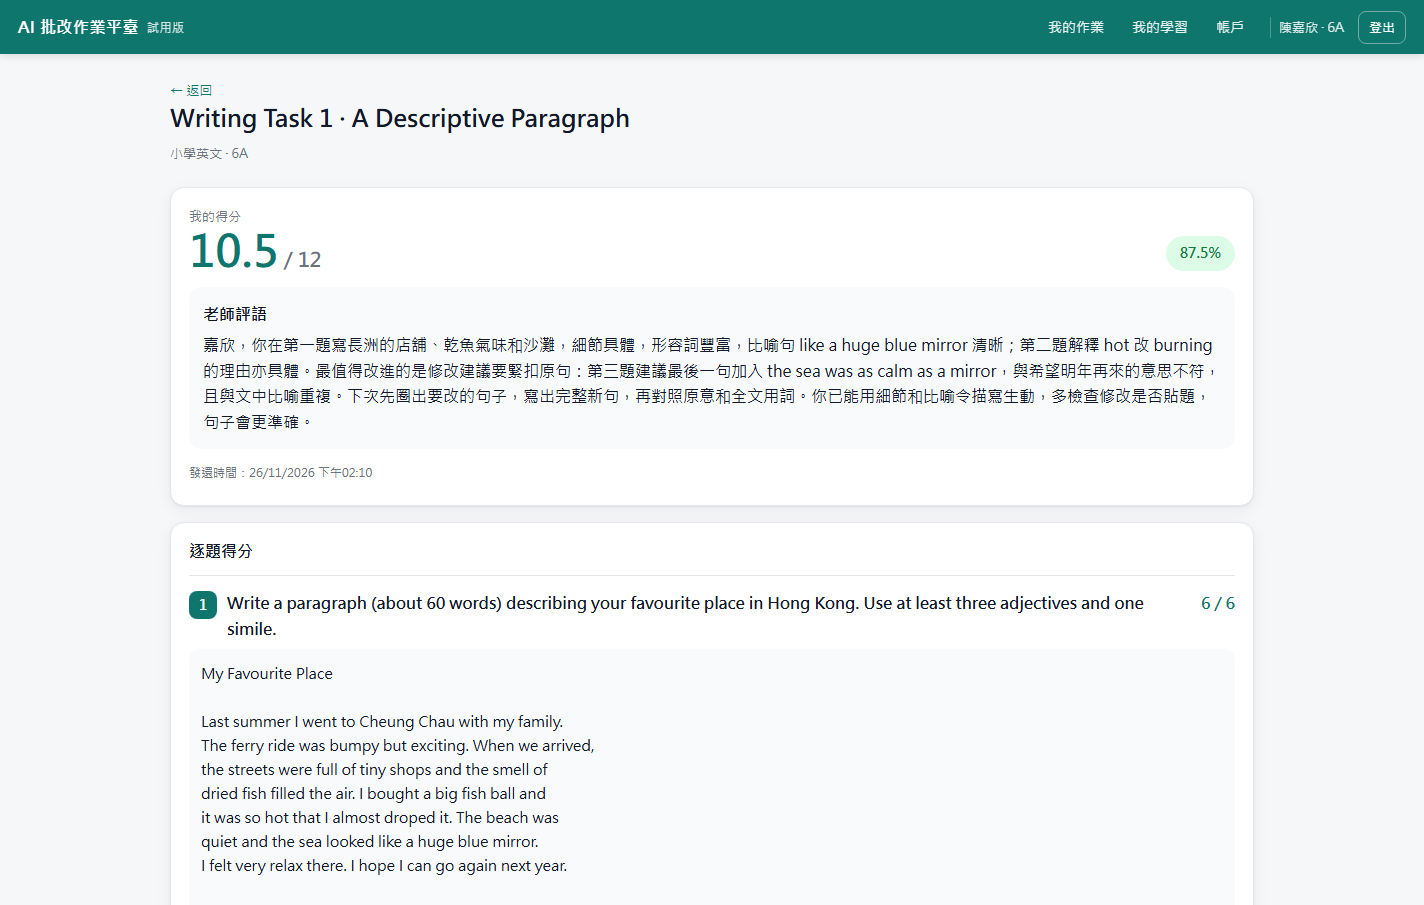 AI 批改作業平臺 試用版 我的作業 我的學習 帳戶 陳嘉欣 · 6A 登出
← 返回
Writing Task 1 · A Descriptive Paragraph
小學英文 · 6A
我的得分
10.5 / 12
87.5%
老師評語
嘉欣，你在第一題寫長洲的店舖、乾魚氣味和沙灘，細節具體，形容詞豐富，比喻句 like a huge blue mirror 清晰；第二題解釋 hot 改 burning
的理由亦具體。最值得改進的是修改建議要緊扣原句：第三題建議最後一句加入 the sea was as calm as a mirror，與希望明年再來的意思不符，
且與文中比喻重複。下次先圈出要改的句子，寫出完整新句，再對照原意和全文用詞。你已能用細節和比喻令描寫生動，多檢查修改是否貼題，
句子會更準確。
發還時間：26/11/2026 下午02:10
逐題得分
1 Write a paragraph (about 60 words) describing your favourite place in Hong Kong. Use at least three adjectives and one 6 / 6
simile.
My Favourite Place
Last summer I went to Cheung Chau with my family.
The ferry ride was bumpy but exciting. When we arrived,
the streets were full of tiny shops and the smell of
dried fish filled the air. I bought a big fish ball and
it was so hot that I almost droped it. The beach was
quiet and the sea looked like a huge blue mirror.
I felt very relax there. I hope I can go again next year.